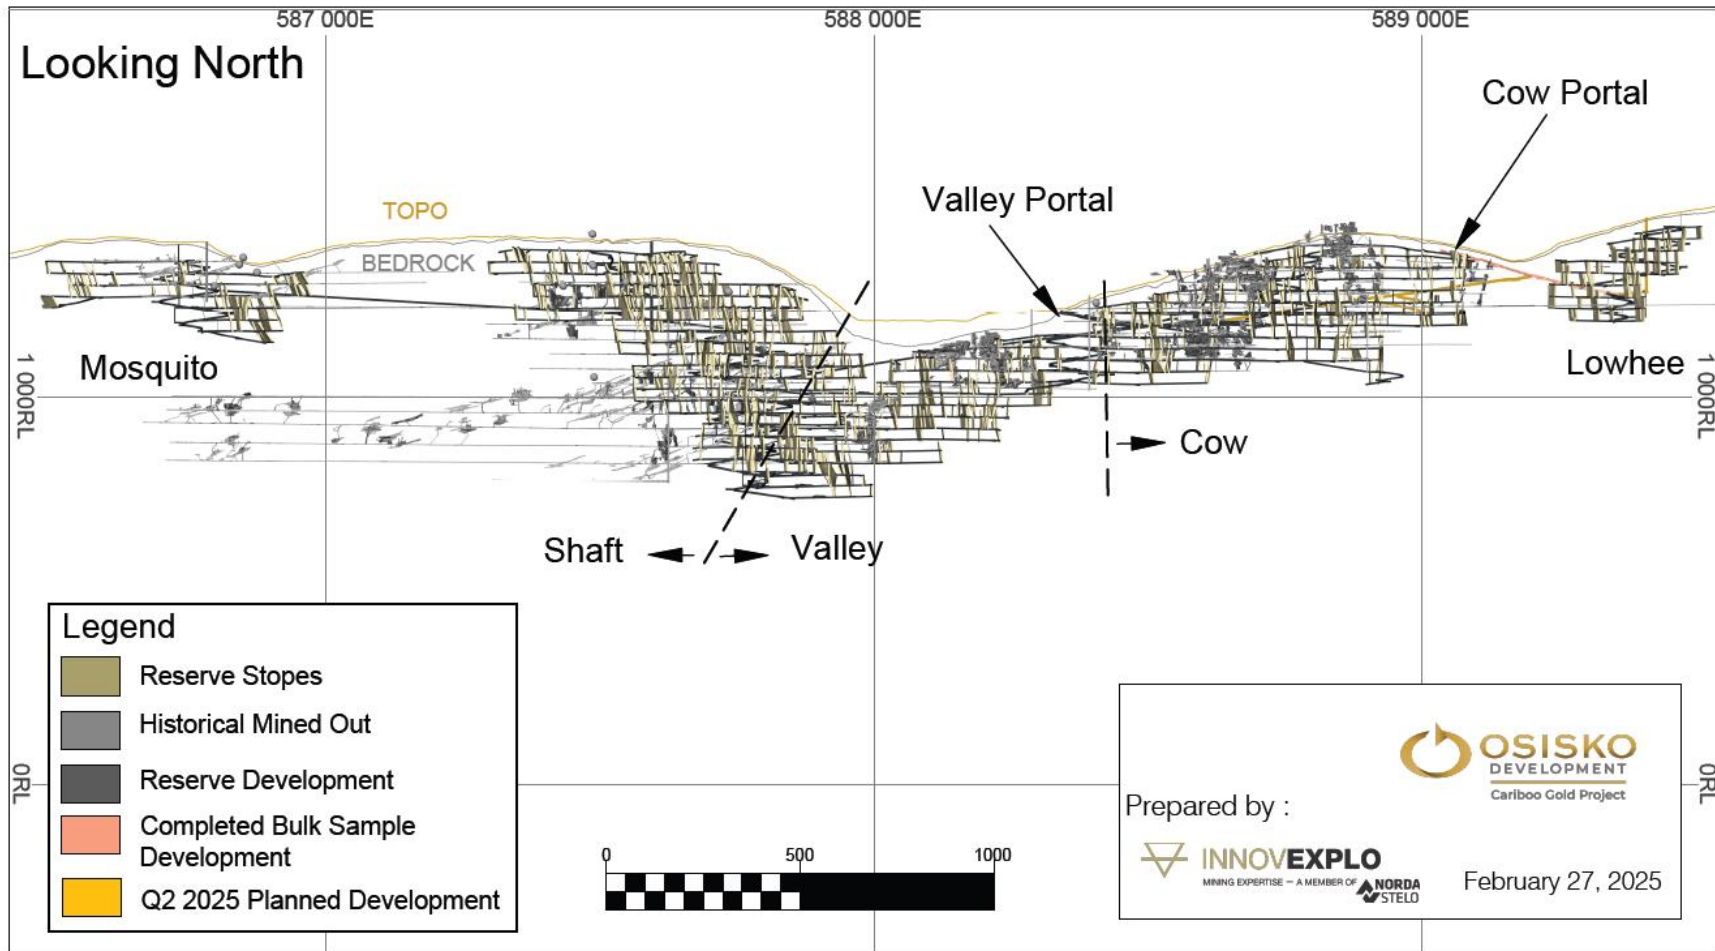 587 000E
588 000E
589 000E
Looking North
Cow Portal
Valley Portal
TOPO
BEDROCK
Mosquito
Lowhee
1 000RL
1 000RL
Cow
Shaft
Valley
Legend
Reserve Stopes
Historical Mined Out
Reserve Development
Completed Bulk Sample
Development
Q2 2025 Planned Development
0RL
0RL
0
500
1000
OSISKO
DEVELOPMENT
Cariboo Gold Project
Prepared by :
INNOVEXPLO
MINING EXPERTISE – A MEMBER OF NORDA
STELO
February 27, 2025